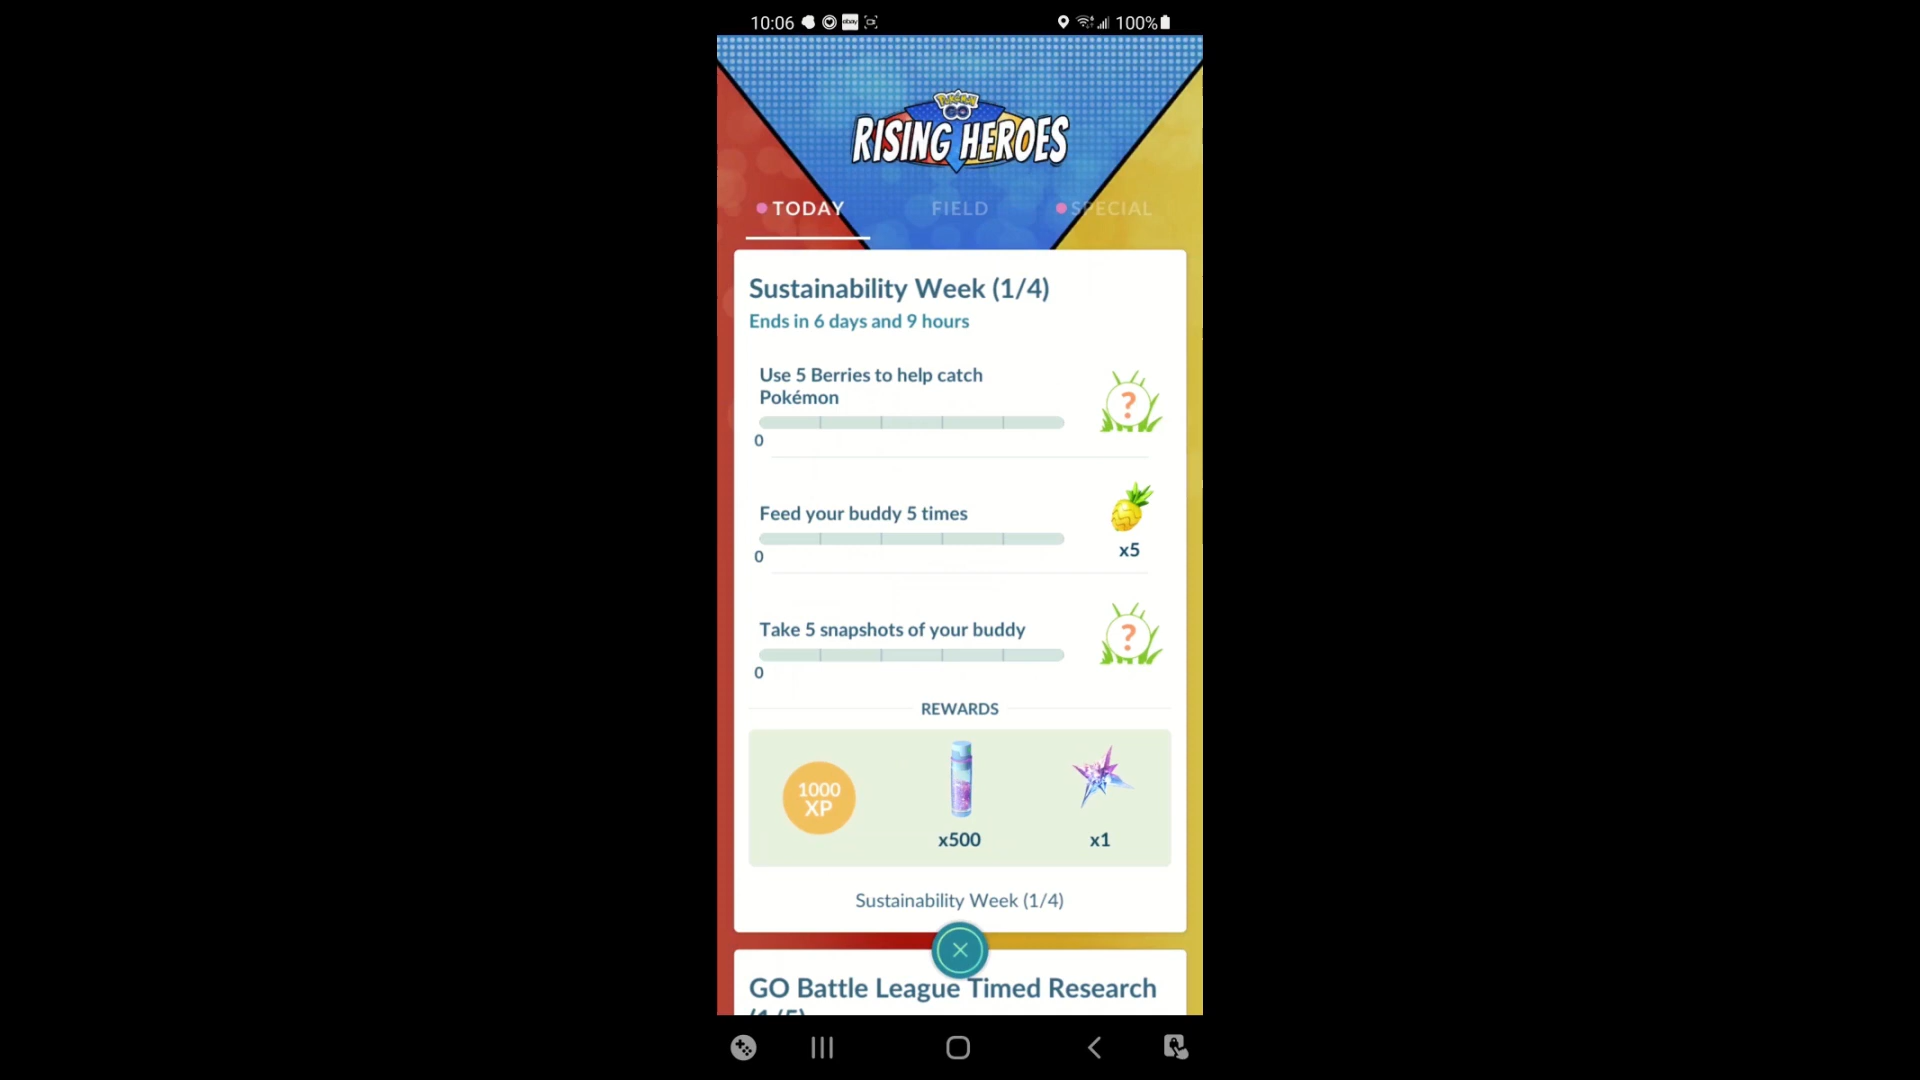 10:06
ebay
100%
Pokémon
GO
RISING HEROES
TODAY
FIELD
SPECIAL
Sustainability Week (1/4)
Ends in 6 days and 9 hours
Use 5 Berries to help catch
Pokémon
?
0
Feed your buddy 5 times
0
x5
Take 5 snapshots of your buddy
?
0
REWARDS
1000
XP
x500
x1
Sustainability Week (1/4)
GO Battle League Timed Research
(1/5)